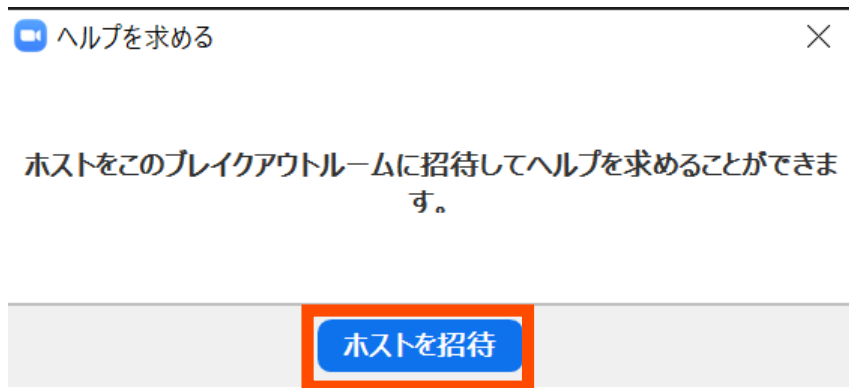 ヘルプを求める
ホストをこのブレイクアウトルームに招待してヘルプを求めることができま
す。
ホストを招待